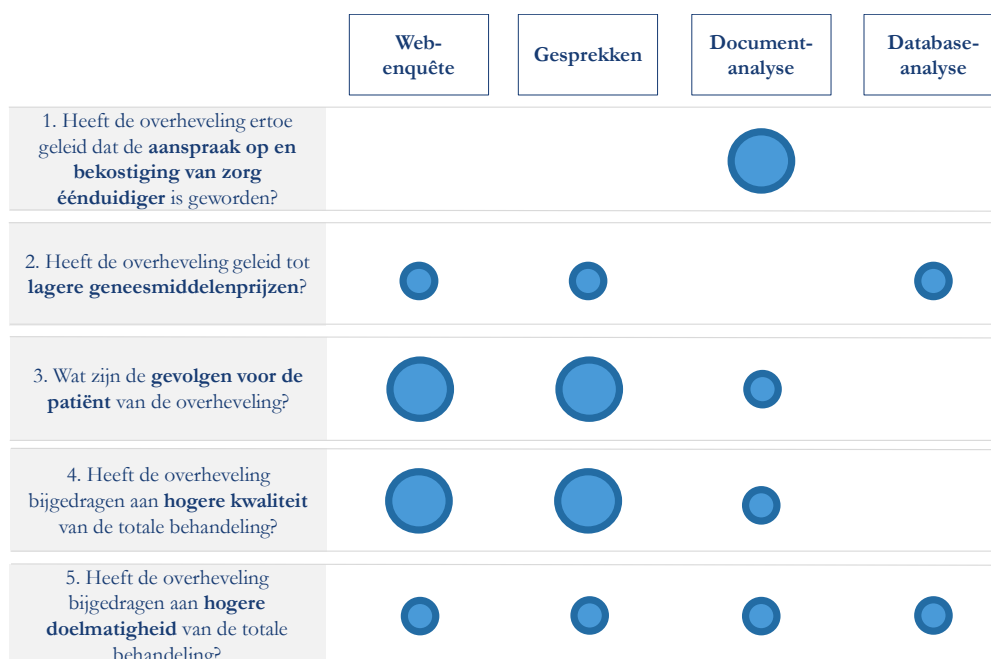 Web-
enquête
Gesprekken
Document-
analyse
Database-
analyse
1. Heeft de overheveling ertoe
geleid dat de aanspraak op en
bekostiging van zorg
éénduidiger is geworden?
2. Heeft de overheveling geleid tot
lagere geneesmiddelenprijzen?
3. Wat zijn de gevolgen voor de
patiënt van de overheveling?
4. Heeft de overheveling
bijgedragen aan hogere kwaliteit
van de totale behandeling?
5. Heeft de overheveling
bijgedragen aan hogere
doelmatigheid van de totale
behandeling?